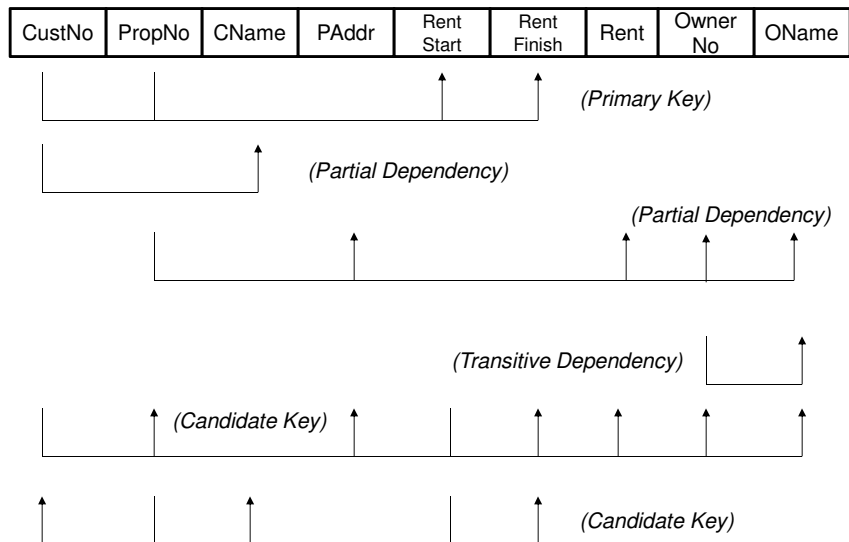 CustNo PropNo CName PAddr Rent Start Rent Finish Rent Owner No OName
(Primary Key)
(Partial Dependency)
(Partial Dependency)
(Transitive Dependency)
(Candidate Key)
(Candidate Key)